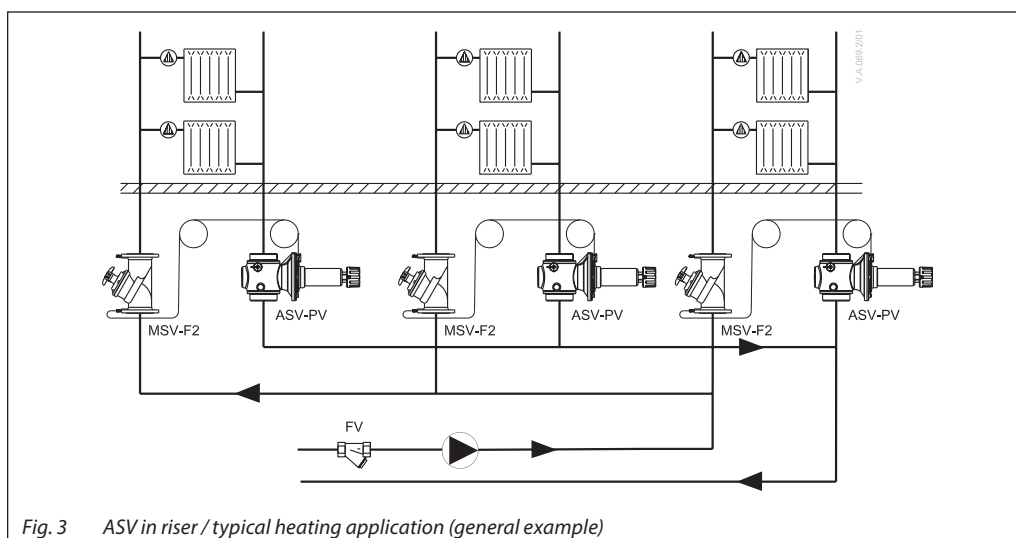 V.A.069.2/01
MSV-F2
ASV-PV
MSV-F2
ASV-PV
MSV-F2
ASV-PV
FV
Fig. 3 ASV in riser / typical heating application (general example)